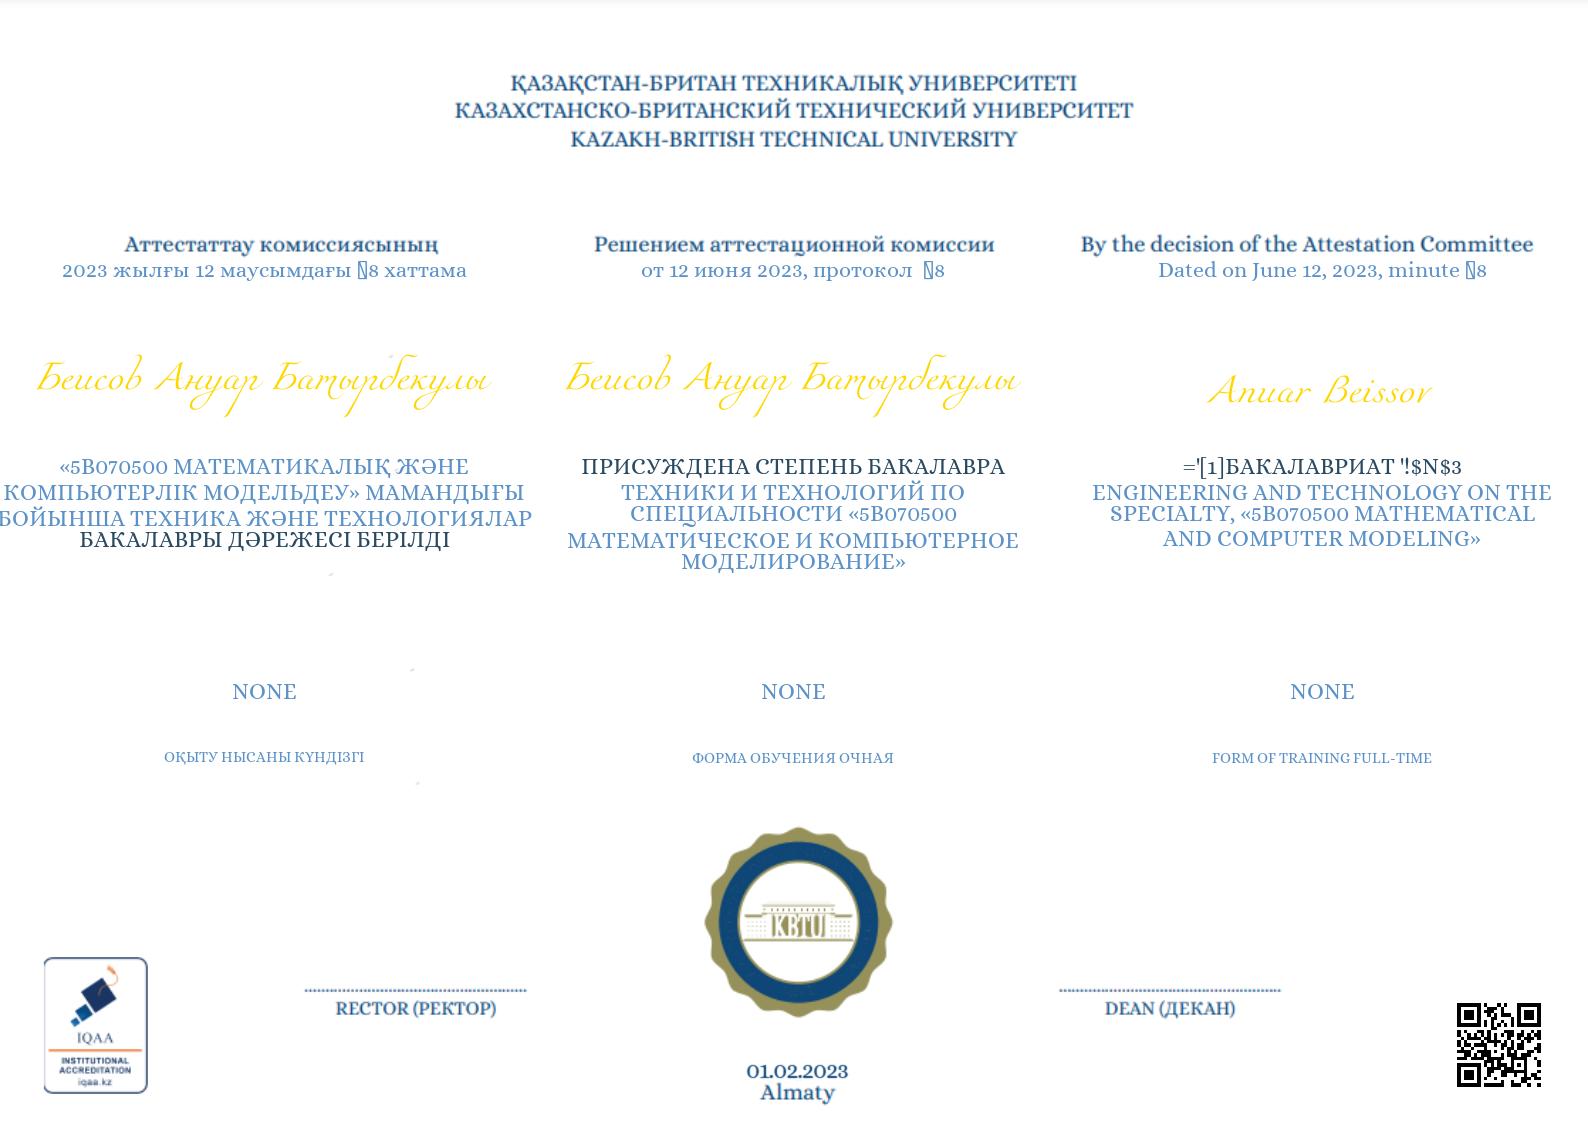 ҚАЗАҚСТАН-БРИТАН ТЕХНИКАЛЫҚ УНИВЕРСИТЕТІ
КАЗАХСТАНСКО-БРИТАНСКИЙ ТЕХНИЧЕСКИЙ УНИВЕРСИТЕТ
KAZAKH-BRITISH TECHNICAL UNIVERSITY
Аттестаттау комиссиясының
2023 жылғы 12 маусымдағы 8 хаттама
Решением аттестационной комиссии
от 12 июня 2023, протокол 8
By the decision of the Attestation Committee
Dated on June 12, 2023, minute 8
Беисов Ануар Батырбекулы
Беисов Ануар Батырбекулы
Anuar Beissov
«5B070500 МАТЕМАТИКАЛЫҚ ЖӘНЕ
КОМПЬЮТЕРЛІК МОДЕЛЬДЕУ» МАМАНДЫҒЫ
БОЙЫНША ТЕХНИКА ЖӘНЕ ТЕХНОЛОГИЯЛАР
БАКАЛАВРЫ ДӘРЕЖЕСІ БЕРІЛДІ
ПРИСУЖДЕНА СТЕПЕНЬ БАКАЛАВРА
ТЕХНИКИ И ТЕХНОЛОГИЙ ПО
СПЕЦИАЛЬНОСТИ «5B070500
МАТЕМАТИЧЕСКОЕ И КОМПЬЮТЕРНОЕ
МОДЕЛИРОВАНИЕ»
='[1]БАКАЛАВРИАТ '!$N$3
ENGINEERING AND TECHNOLOGY ON THE
SPECIALTY, «5B070500 MATHEMATICAL
AND COMPUTER MODELING»
NONE
NONE
NONE
ОҚЫТУ НЫСАНЫ КҮНДІЗГІ
ФОРМА ОБУЧЕНИЯ ОЧНАЯ
FORM OF TRAINING FULL-TIME
KBTU
IQAA
INSTITUTIONAL
ACCREDITATION
iqaa.kz
RECTOR (РЕКТОР)
DEAN (ДЕКАН)
01.02.2023
Almaty